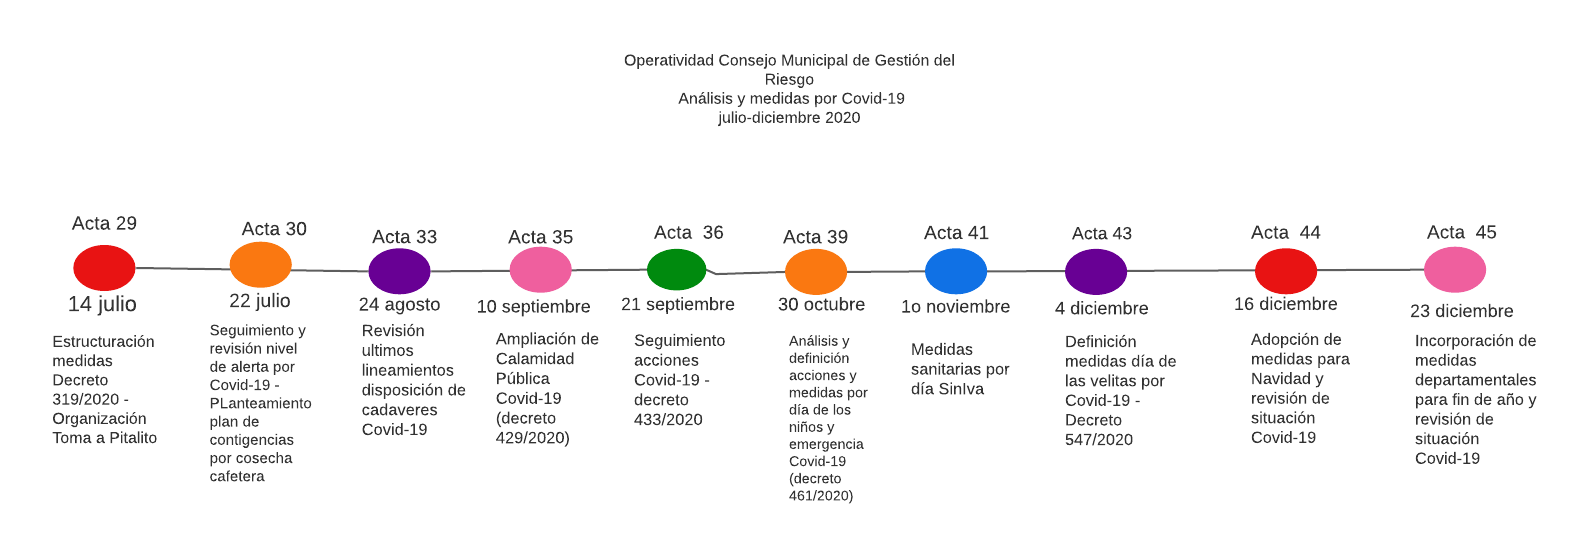 Operatividad Consejo Municipal de Gestión del
Riesgo
Análisis y medidas por Covid-19
julio-diciembre 2020
Acta 29
14 julio
Estructuración
medidas
Decreto
319/2020 -
Organización
Toma a Pitalito
Acta 30
22 julio
Seguimiento y
revisión nivel
de alerta por
Covid-19 -
PLanteamiento
plan de
contigencias
por cosecha
cafetera
Acta 33
24 agosto
Revisión
ultimos
lineamientos
disposición de
cadaveres
Covid-19
Acta 35
10 septiembre
Ampliación de
Calamidad
Pública
Covid-19
(decreto
429/2020)
Acta  36
21 septiembre
Seguimiento
acciones
Covid-19 -
decreto
433/2020
Acta 39
30 octubre
Análisis y
definición
acciones y
medidas por
día de los
niños y
emergencia
Covid-19
(decreto
461/2020)
Acta 41
1o noviembre
Medidas
sanitarias por
día SinIva
Acta 43
4 diciembre
Definición
medidas día de
las velitas por
Covid-19 -
Decreto
547/2020
Acta  44
16 diciembre
Adopción de
medidas para
Navidad y
revisión de
situación
Covid-19
Acta  45
23 diciembre
Incorporación de
medidas
departamentales
para fin de año y
revisión de
situación
Covid-19